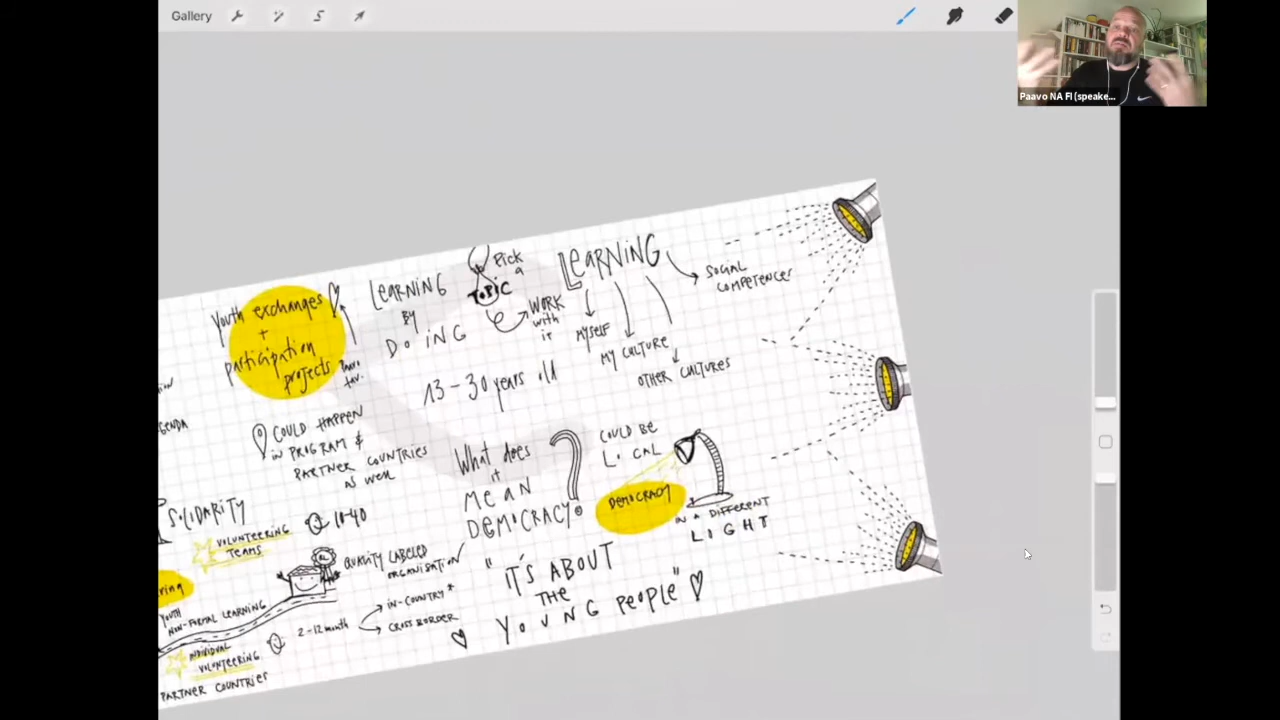 Gallery
Paavo NA FI (speake...
Youth exchanges
+
participation
projects
LEARNING
BY
DOING
Pick
a
TOPIC
WORK
with
it
LEARNING
SOCIAL
COMPETENCES
MYSELF
MY CULTURE
OTHER CULTURES
13-30 years old
COULD HAPPEN
in PROGRAM &
PARTNER COUNTRIES
AS WELL
What does
it
MEAN
DEMOCRACY?
COULD BE
LOCAL
DEMOCRACY
IN A DIFFERENT
LIGHT
"IT'S ABOUT
THE
YOUNG PEOPLE"
SOLIDARITY
VOLUNTEERING
TEAMS
10-40
QUALITY LABELED
ORGANISATION
QL
IN-COUNTRY *
CROSS BORDER
2-12 month
YOUTH
NON-FORMAL LEARNING
INDIVIDUAL
VOLUNTEERING
PARTNER COUNTRIES